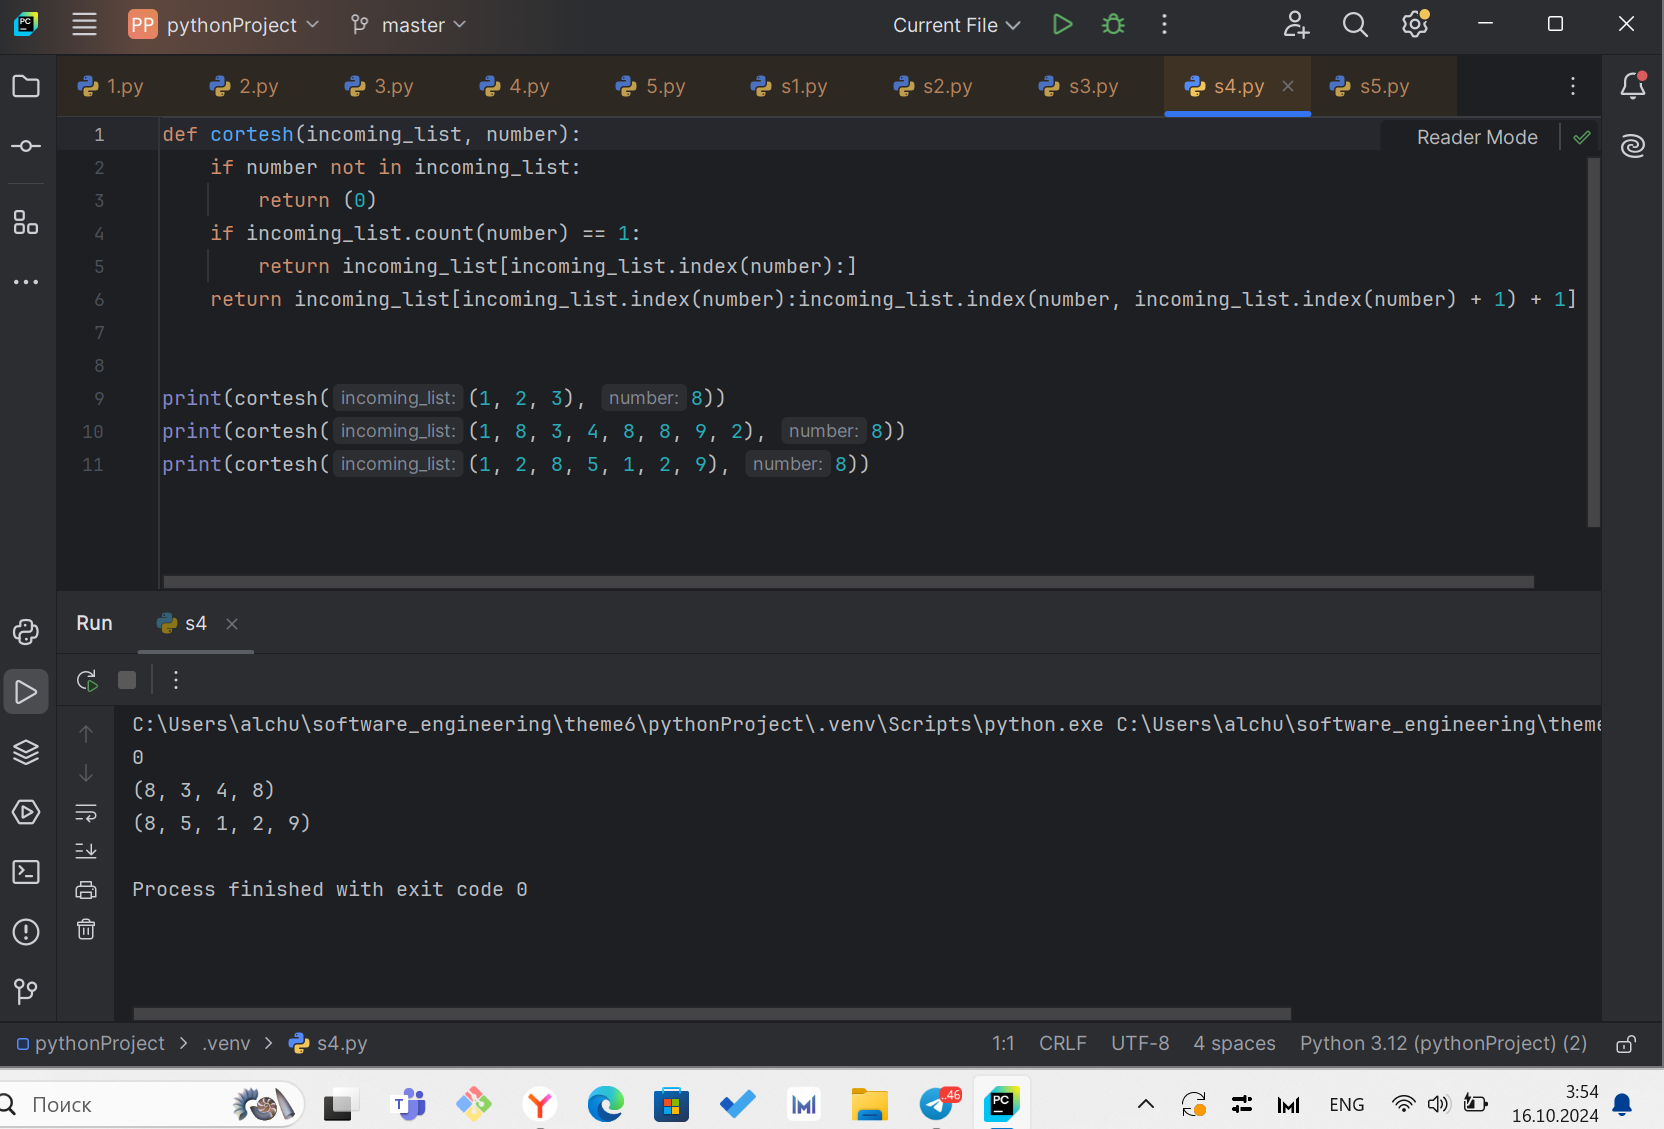 PC PP pythonProject master Current File
1.py 2.py 3.py 4.py 5.py s1.py s2.py s3.py s4.py s5.py
Reader Mode
1 def cortesh(incoming_list, number):
2 if number not in incoming_list:
3 return (0)
4 if incoming_list.count(number) == 1:
5 return incoming_list[incoming_list.index(number):]
6 return incoming_list[incoming_list.index(number):incoming_list.index(number, incoming_list.index(number) + 1) + 1]
7
8
9 print(cortesh( incoming_list: (1, 2, 3), number: 8))
10 print(cortesh( incoming_list: (1, 8, 3, 4, 8, 8, 9, 2), number: 8))
11 print(cortesh( incoming_list: (1, 2, 8, 5, 1, 2, 9), number: 8))
Run s4
C:\Users\alchu\software_engineering\theme6\pythonProject\.venv\Scripts\python.exe C:\Users\alchu\software_engineering\theme
0
(8, 3, 4, 8)
(8, 5, 1, 2, 9)
Process finished with exit code 0
pythonProject > .venv > s4.py 1:1 CRLF UTF-8 4 spaces Python 3.12 (pythonProject) (2)
Поиск T ..46 PC ENG 3:54
16.10.2024